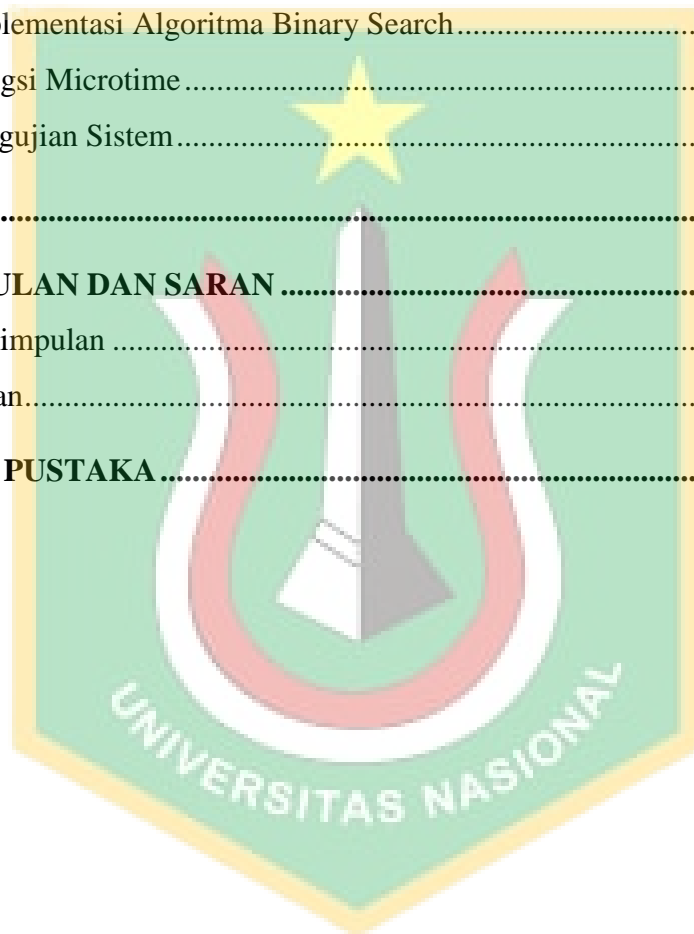 plementasi Algoritma Binary Search........................
gsi Microtime........................
gujian Sistem........................
........................
ULAN DAN SARAN........................
impulan ........................
an........................
PUSTAKA........................
UNIVERSITAS NASIONAL